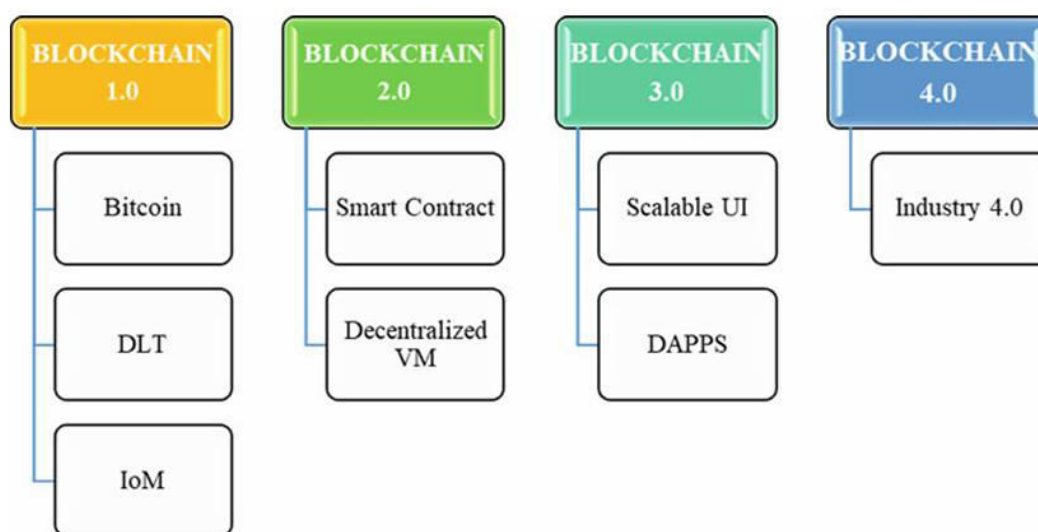 BLOCKCHAIN
1.0
Bitcoin
DLT
IoM
BLOCKCHAIN
2.0
Smart Contract
Decentralized
VM
BLOCKCHAIN
3.0
Scalable UI
DAPPS
BLOCKCHAIN
4.0
Industry 4.0